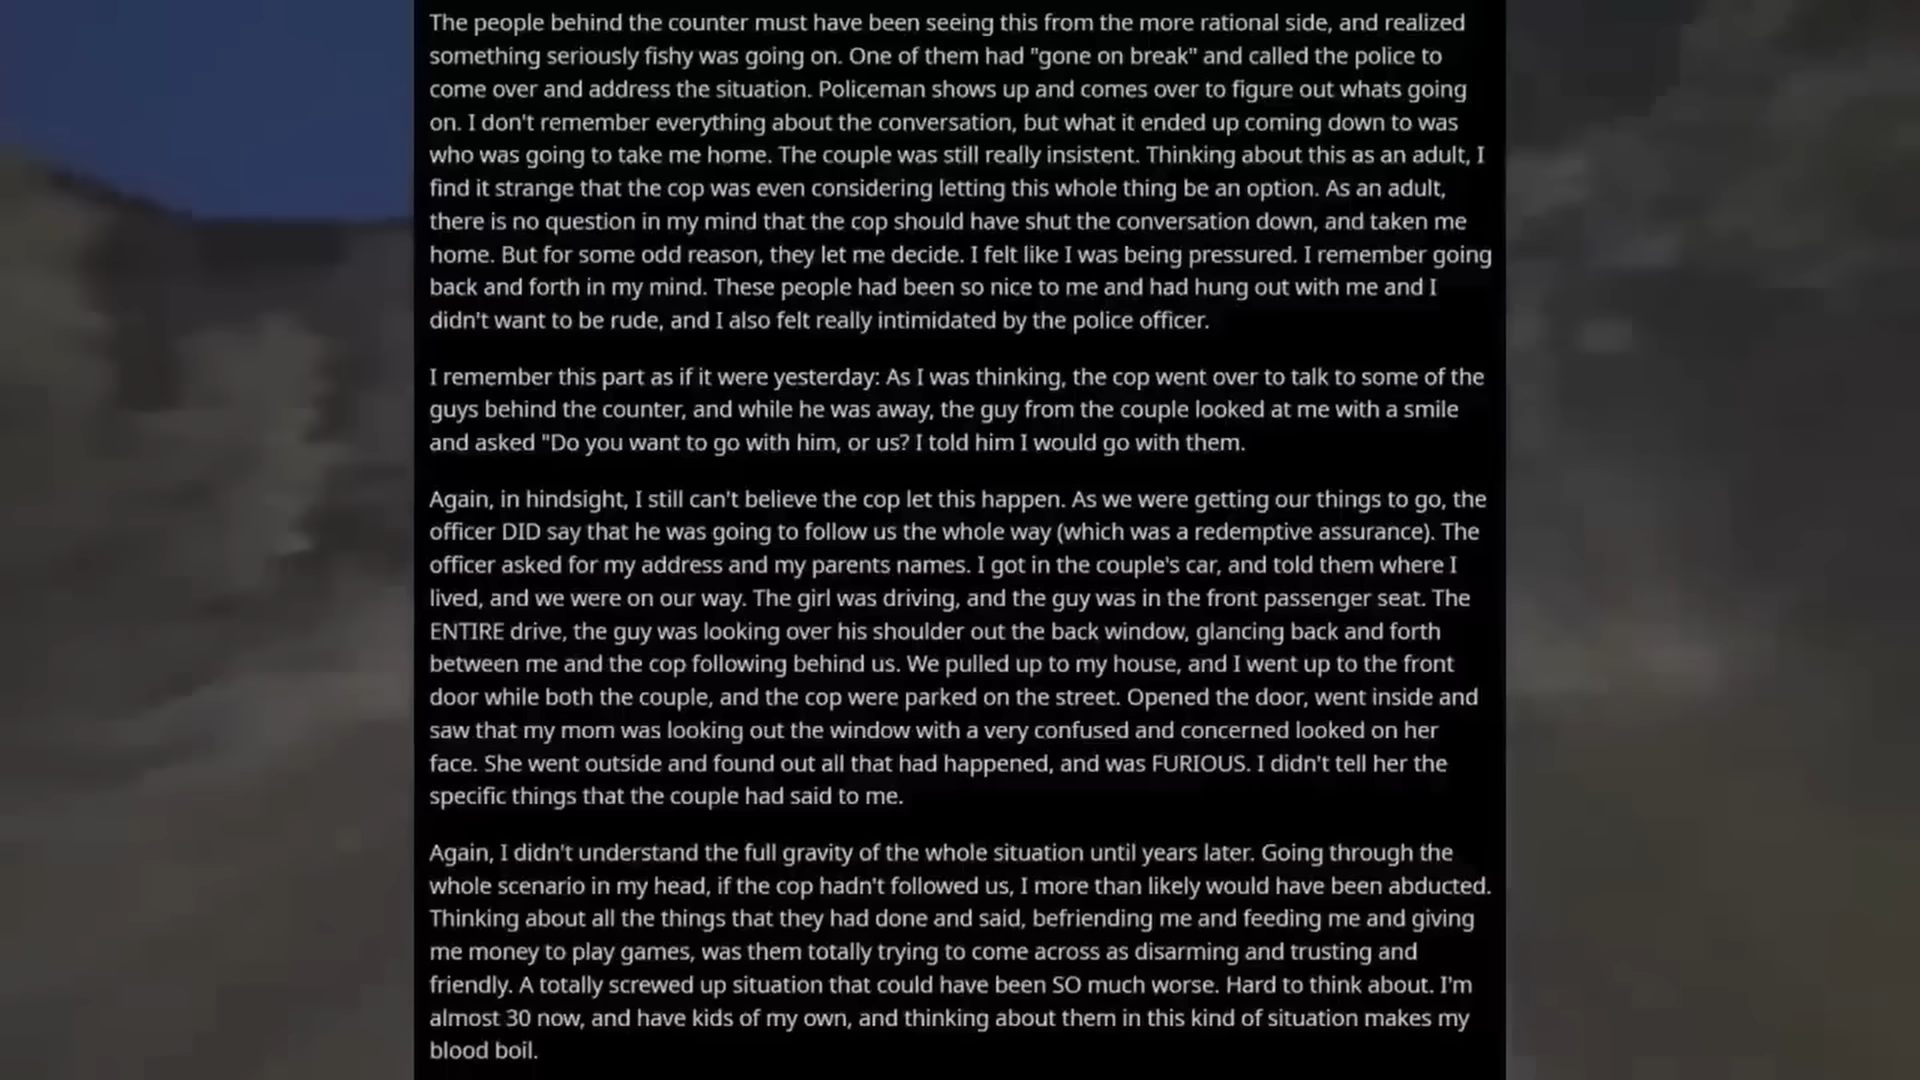 The people behind the counter must have been seeing this from the more rational side, and realized
something seriously fishy was going on. One of them had "gone on break" and called the police to
come over and address the situation. Policeman shows up and comes over to figure out whats going
on. I don't remember everything about the conversation, but what it ended up coming down to was
who was going to take me home. The couple was still really insistent. Thinking about this as an adult, I
find it strange that the cop was even considering letting this whole thing be an option. As an adult,
there is no question in my mind that the cop should have shut the conversation down, and taken me
home. But for some odd reason, they let me decide. I felt like I was being pressured. I remember going
back and forth in my mind. These people had been so nice to me and had hung out with me and I
didn't want to be rude, and I also felt really intimidated by the police officer.
I remember this part as if it were yesterday: As I was thinking, the cop went over to talk to some of the
guys behind the counter, and while he was away, the guy from the couple looked at me with a smile
and asked "Do you want to go with him, or us? I told him I would go with them.
Again, in hindsight, I still can't believe the cop let this happen. As we were getting our things to go, the
officer DID say that he was going to follow us the whole way (which was a redemptive assurance). The
officer asked for my address and my parents names. I got in the couple's car, and told them where I
lived, and we were on our way. The girl was driving, and the guy was in the front passenger seat. The
ENTIRE drive, the guy was looking over his shoulder out the back window, glancing back and forth
between me and the cop following behind us. We pulled up to my house, and I went up to the front
door while both the couple, and the cop were parked on the street. Opened the door, went inside and
saw that my mom was looking out the window with a very confused and concerned looked on her
face. She went outside and found out all that had happened, and was FURIOUS. I didn't tell her the
specific things that the couple had said to me.
Again, I didn't understand the full gravity of the whole situation until years later. Going through the
whole scenario in my head, if the cop hadn't followed us, I more than likely would have been abducted.
Thinking about all the things that they had done and said, befriending me and feeding me and giving
me money to play games, was them totally trying to come across as disarming and trusting and
friendly. A totally screwed up situation that could have been SO much worse. Hard to think about. I'm
almost 30 now, and have kids of my own, and thinking about them in this kind of situation makes my
blood boil.